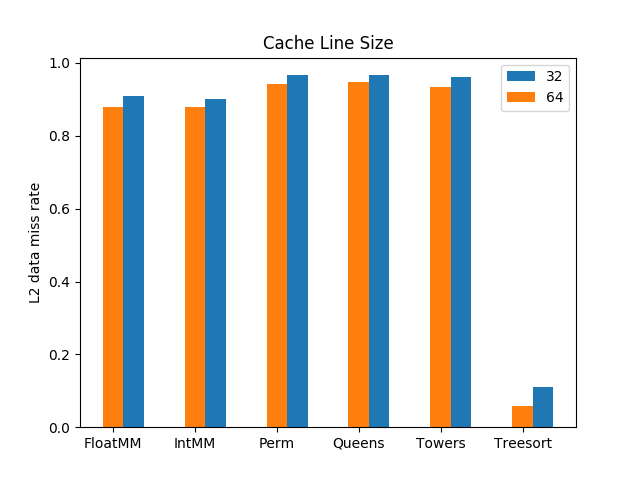 Cache Line Size
32
64
L2 data miss rate
1.0
0.8
0.6
0.4
0.2
0.0
FloatMM IntMM Perm Queens Towers Treesort